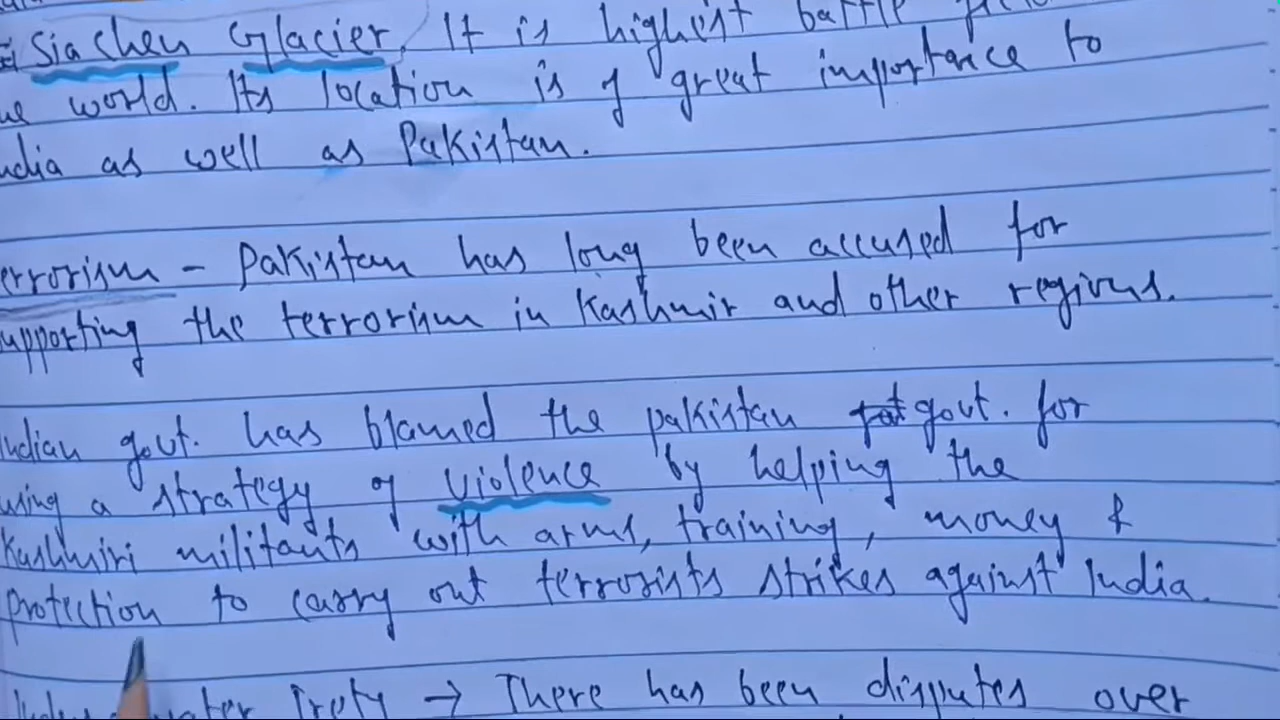 Siachen Glacier. It is highest battle
world. Its location is of great importance to
as well as Pakistan.
- Pakistan has long been accused for
the terrorism in Kashmir and other regions.
Indian govt. has blamed the pakistan govt. for
using a strategy of violence by helping the
Kashmiri militants with arms, training, money &
protection to carry out terrorists strikes against India.
water Trety → There has been disputes over